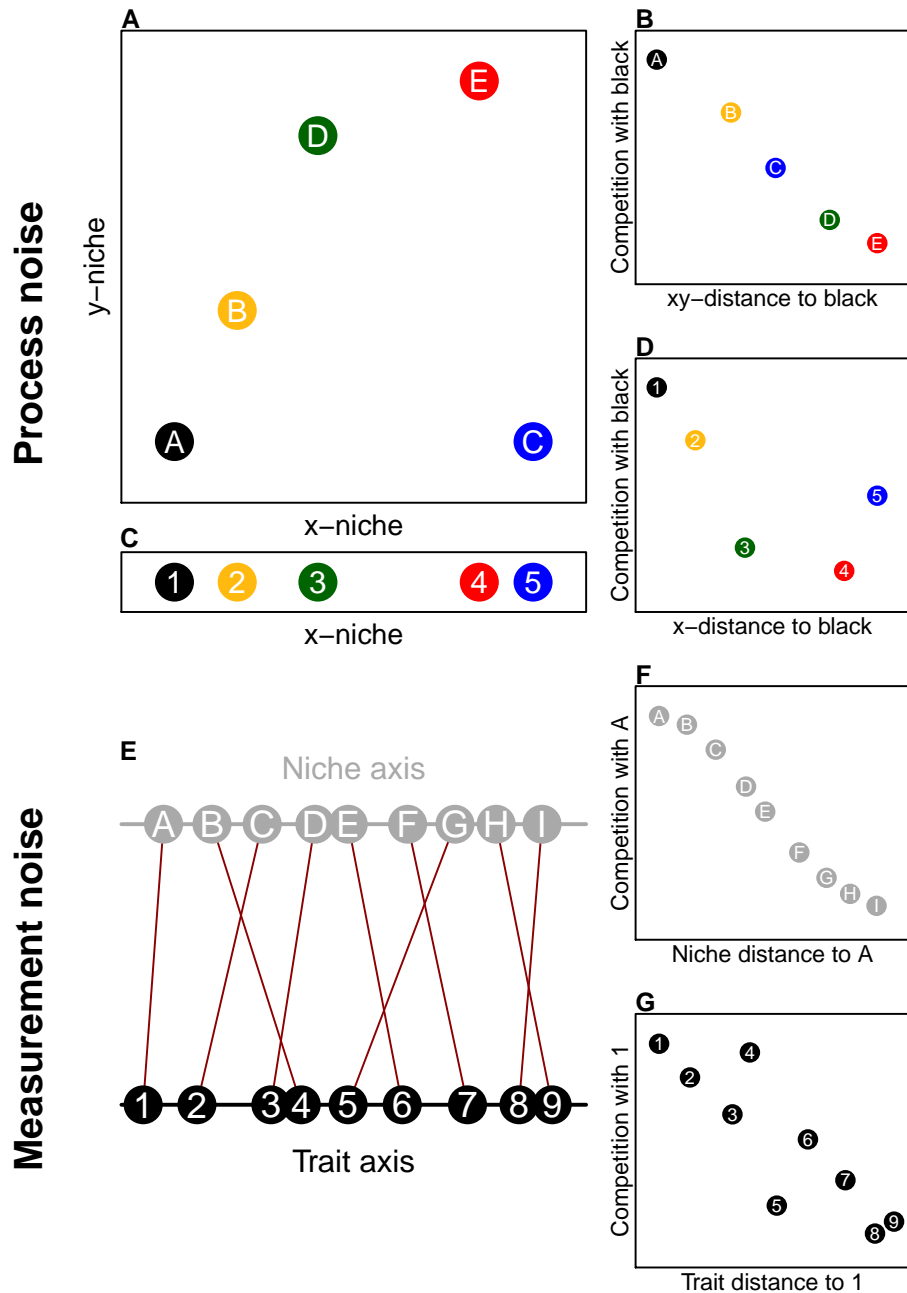 Process noise
A
y−niche
E
D
B
A
C
x−niche
C
1 2 3 4 5
x−niche
B
Competition with black
A
B
C
D
E
xy−distance to black
D
Competition with black
1
2
5
3
4
x−distance to black
Measurement noise
E
Niche axis
A B C D E F G H I
1 2 3 4 5 6 7 8 9
Trait axis
F
Competition with A
A
B
C
D
E
F
G
H
I
Niche distance to A
G
Competition with 1
1
4
2
3
6
7
5
9
8
Trait distance to 1